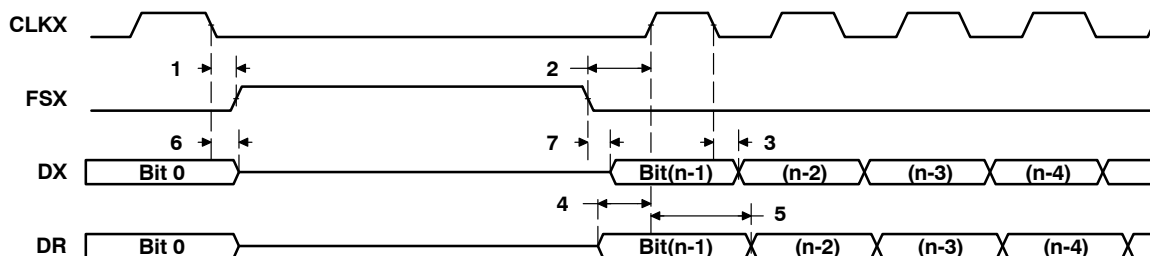 CLKX
1 2
FSX
6 7 3
DX Bit 0 Bit(n-1) (n-2) (n-3) (n-4)
4 5
DR Bit 0 Bit(n-1) (n-2) (n-3) (n-4)